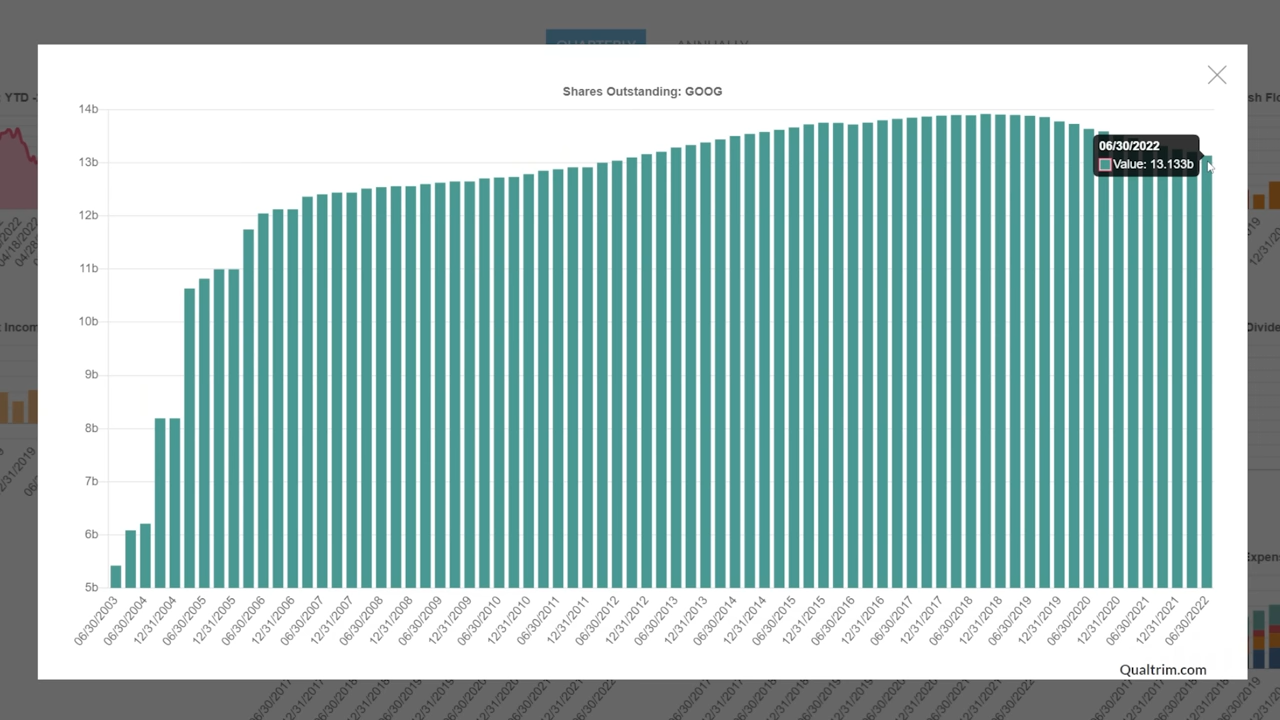 QUARTERLY ANNUALLY
YTD
Shares Outstanding: GOOG
14b
13b
12b
11b
10b
9b
8b
7b
6b
5b
06/30/2022
Value: 13.133b
06/30/2003
06/30/2004
12/31/2004
06/30/2005
12/31/2005
06/30/2006
12/31/2006
06/30/2007
12/31/2007
06/30/2008
12/31/2008
06/30/2009
12/31/2009
06/30/2010
12/31/2010
06/30/2011
12/31/2011
06/30/2012
12/31/2012
06/30/2013
12/31/2013
06/30/2014
12/31/2014
06/30/2015
12/31/2015
06/30/2016
12/31/2016
06/30/2017
12/31/2017
06/30/2018
12/31/2018
06/30/2019
12/31/2019
06/30/2020
12/31/2020
06/30/2021
12/31/2021
06/30/2022
Qualtrim.com